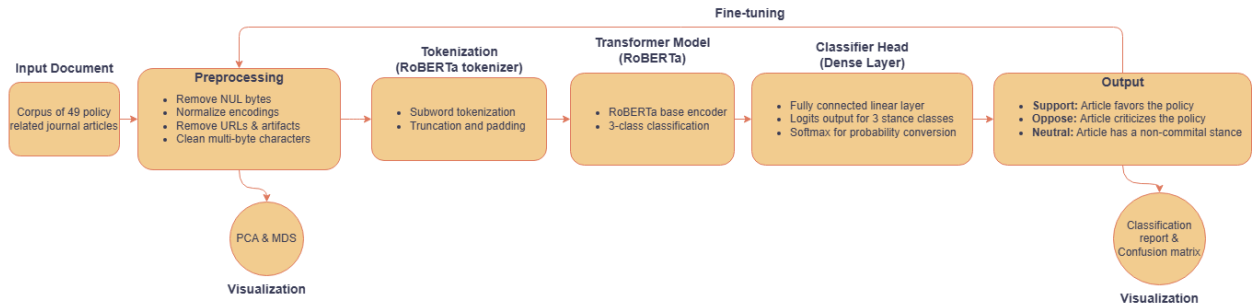 Fine-tuning
Input Document
Corpus of 49 policy
related journal articles
Preprocessing
• Remove NUL bytes
• Normalize encodings
• Remove URLs & artifacts
• Clean multi-byte characters
PCA & MDS
Visualization
Tokenization
(RoBERTa tokenizer)
• Subword tokenization
• Truncation and padding
Transformer Model
(RoBERTa)
• RoBERTa base encoder
• 3-class classification
Classifier Head
(Dense Layer)
• Fully connected linear layer
• Logits output for 3 stance classes
• Softmax for probability conversion
Output
• Support: Article favors the policy
• Oppose: Article criticizes the policy
• Neutral: Article has a non-commital stance
Classification
report &
Confusion matrix
Visualization